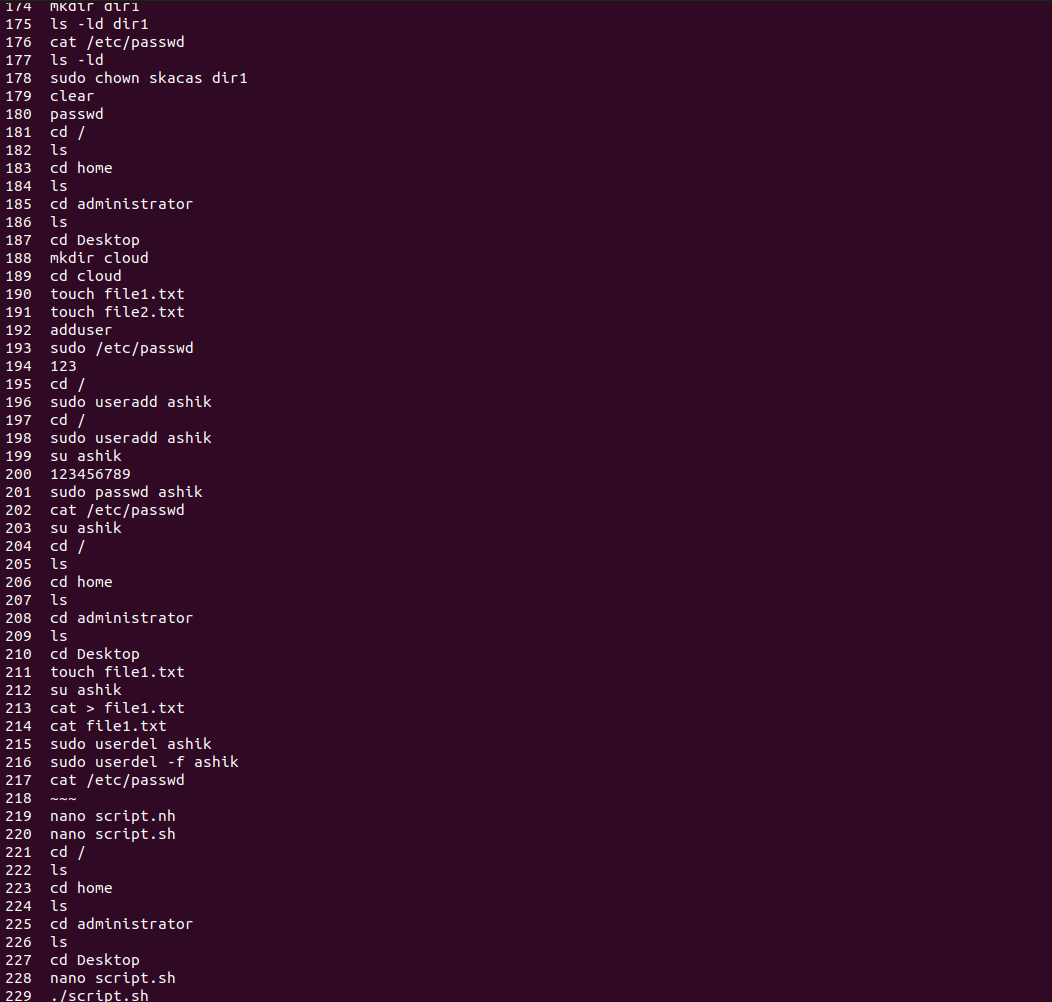 174 mkdir dir1
175 ls -ld dir1
176 cat /etc/passwd
177 ls -ld
178 sudo chown skacas dir1
179 clear
180 passwd
181 cd /
182 ls
183 cd home
184 ls
185 cd administrator
186 ls
187 cd Desktop
188 mkdir cloud
189 cd cloud
190 touch file1.txt
191 touch file2.txt
192 adduser
193 sudo /etc/passwd
194 123
195 cd /
196 sudo useradd ashik
197 cd /
198 sudo useradd ashik
199 su ashik
200 123456789
201 sudo passwd ashik
202 cat /etc/passwd
203 su ashik
204 cd /
205 ls
206 cd home
207 ls
208 cd administrator
209 ls
210 cd Desktop
211 touch file1.txt
212 su ashik
213 cat > file1.txt
214 cat file1.txt
215 sudo userdel ashik
216 sudo userdel -f ashik
217 cat /etc/passwd
218 ~~~
219 nano script.nh
220 nano script.sh
221 cd /
222 ls
223 cd home
224 ls
225 cd administrator
226 ls
227 cd Desktop
228 nano script.sh
229 ./script.sh